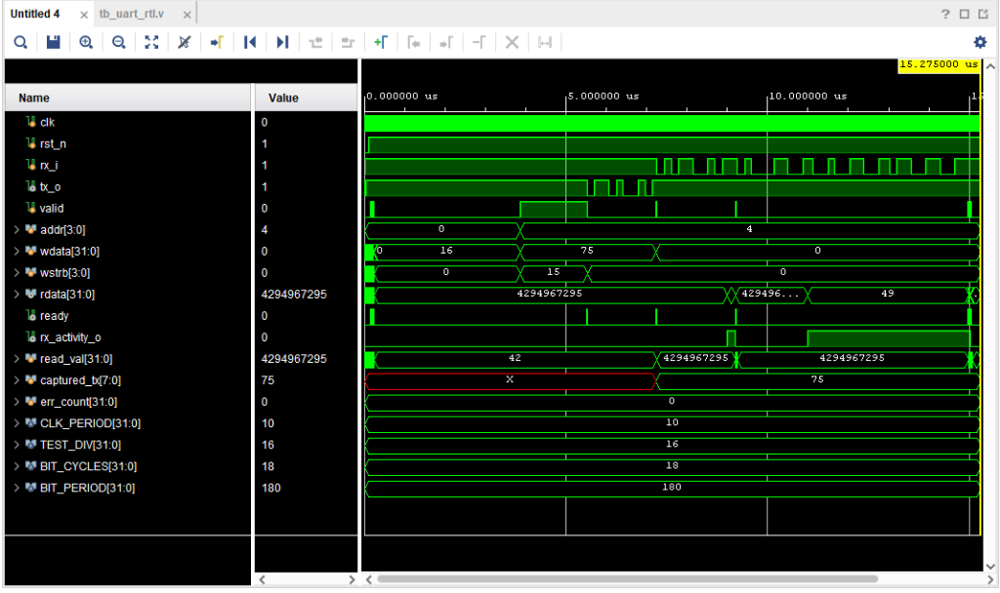 Untitled 4 × tb_uart_rtl.v × ?
15.275000 us
Name Value 0.000000 us 5.000000 us 10.000000 us 15
clk 0
rst_n 1
rx_i 1
tx_o 1
valid 0
addr[3:0] 4 0 4
wdata[31:0] 0 0 16 75 0
wstrb[3:0] 0 0 15 0
rdata[31:0] 4294967295 4294967295 429496... 49
ready 0
rx_activity_o 0
read_val[31:0] 4294967295 42 4294967295 4294967295
captured_tx[7:0] 75 X 75
err_count[31:0] 0 0
CLK_PERIOD[31:0] 10 10
TEST_DIV[31:0] 16 16
BIT_CYCLES[31:0] 18 18
BIT_PERIOD[31:0] 180 180